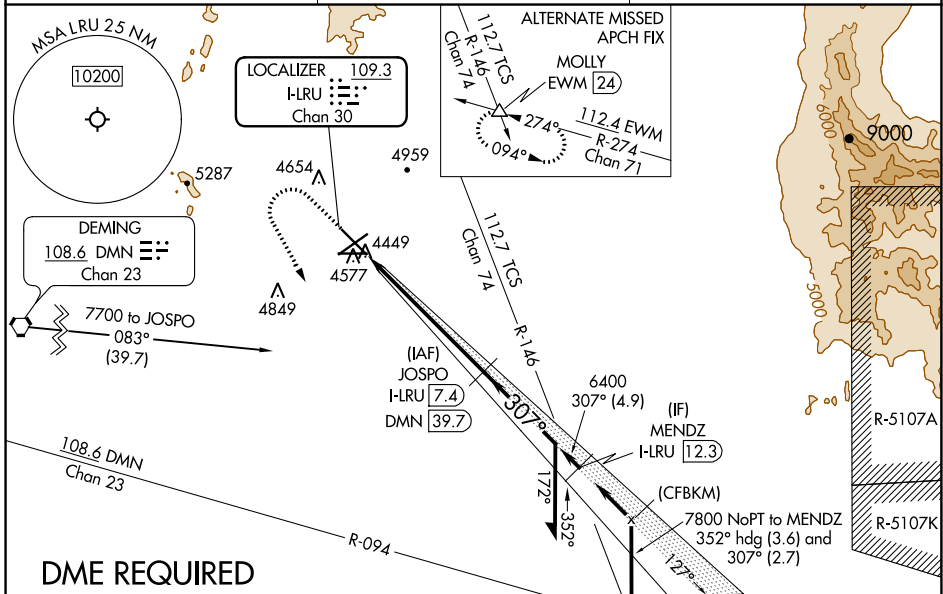 MSA LRU 25 NM
10200
5287
LOCALIZER 109.3
I-LRU
Chan 30
4654
4959
4449
4577
4849
DEMING
108.6 DMN
Chan 23
7700 to JOSPO
083°
(39.7)
ALTERNATE MISSED
APCH FIX
112.7 TCS
R-146
Chan 74
MOLLY
EWM 24
112.4 EWM
R-274
Chan 71
274°
094°
6000
9000
5000
112.7 TCS
Chan 74
R-146
(IAF)
JOSPO
I-LRU 7.4
DMN 39.7
307°
6400
307° (4.9)
(IF)
MENDZ
I-LRU 12.3
172°
352°
(CFBKM)
7800 NoPT to MENDZ
352° hdg (3.6) and
307° (2.7)
127°
R-5107A
R-5107K
108.6 DMN
Chan 23
R-094
DME REQUIRED